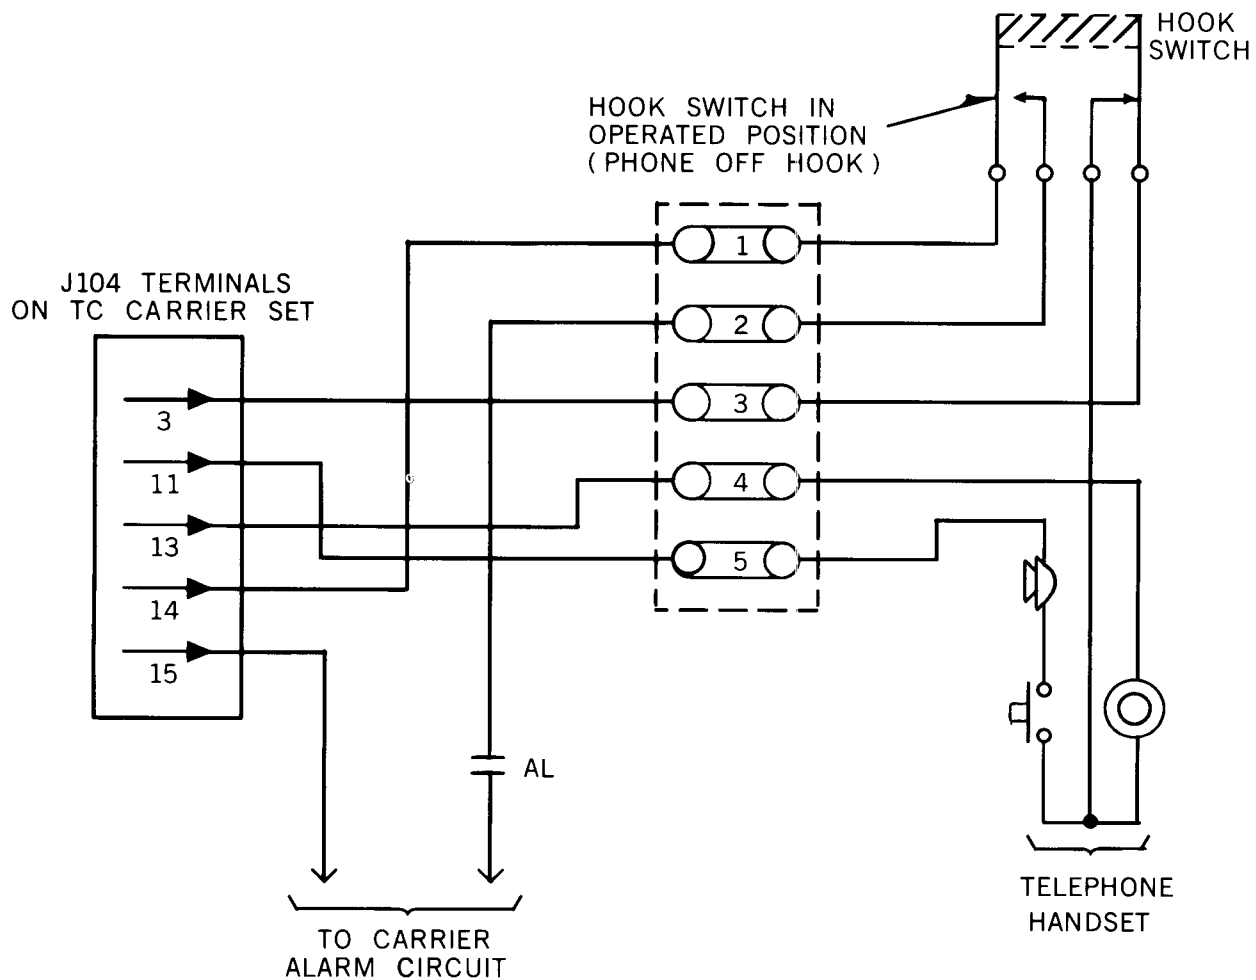 HOOK
SWITCH
HOOK SWITCH IN
OPERATED POSITION
(PHONE OFF HOOK)
J104 TERMINALS
ON TC CARRIER SET
1
2
3
4
5
3
11
13
14
15
AL
TO CARRIER
ALARM CIRCUIT
TELEPHONE
HANDSET